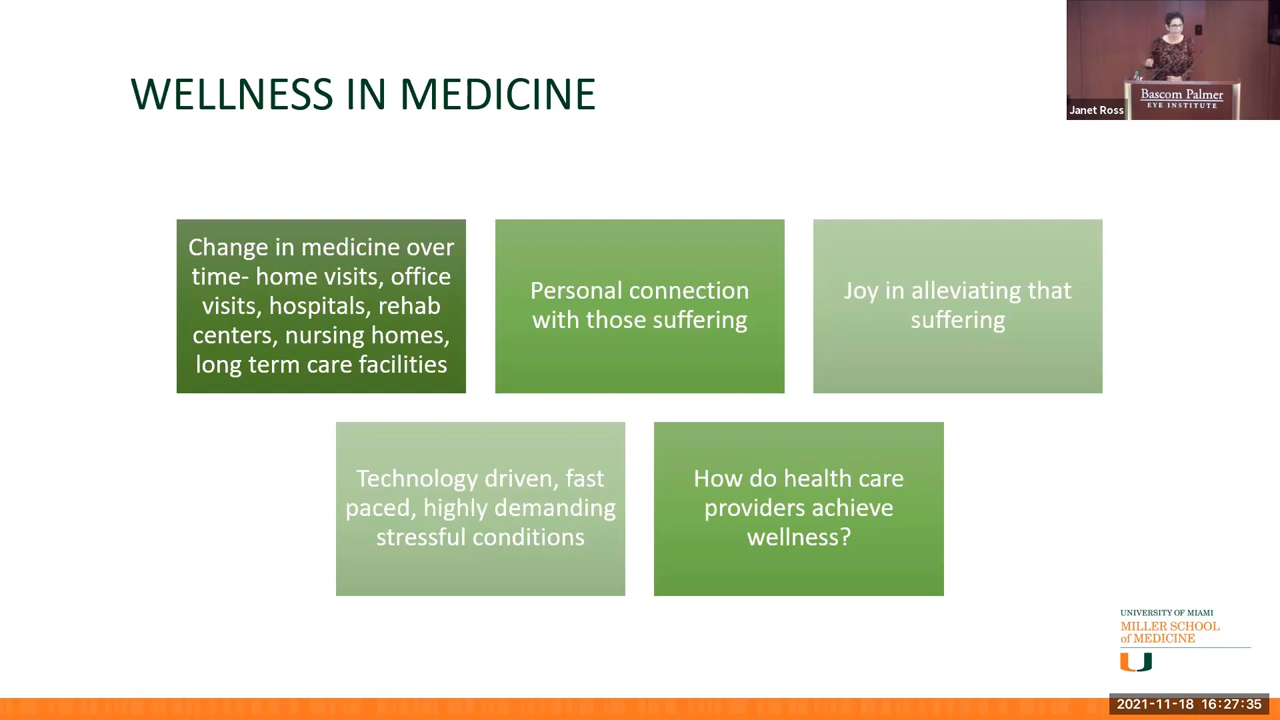 WELLNESS IN MEDICINE
Bascom Palmer
EYE INSTITUTE
Janet Ross
Change in medicine over
time- home visits, office
visits, hospitals, rehab
centers, nursing homes,
long term care facilities
Personal connection
with those suffering
Joy in alleviating that
suffering
Technology driven, fast
paced, highly demanding
stressful conditions
How do health care
providers achieve
wellness?
UNIVERSITY OF MIAMI
MILLER SCHOOL
of MEDICINE
U
2021-11-18 16:27:35